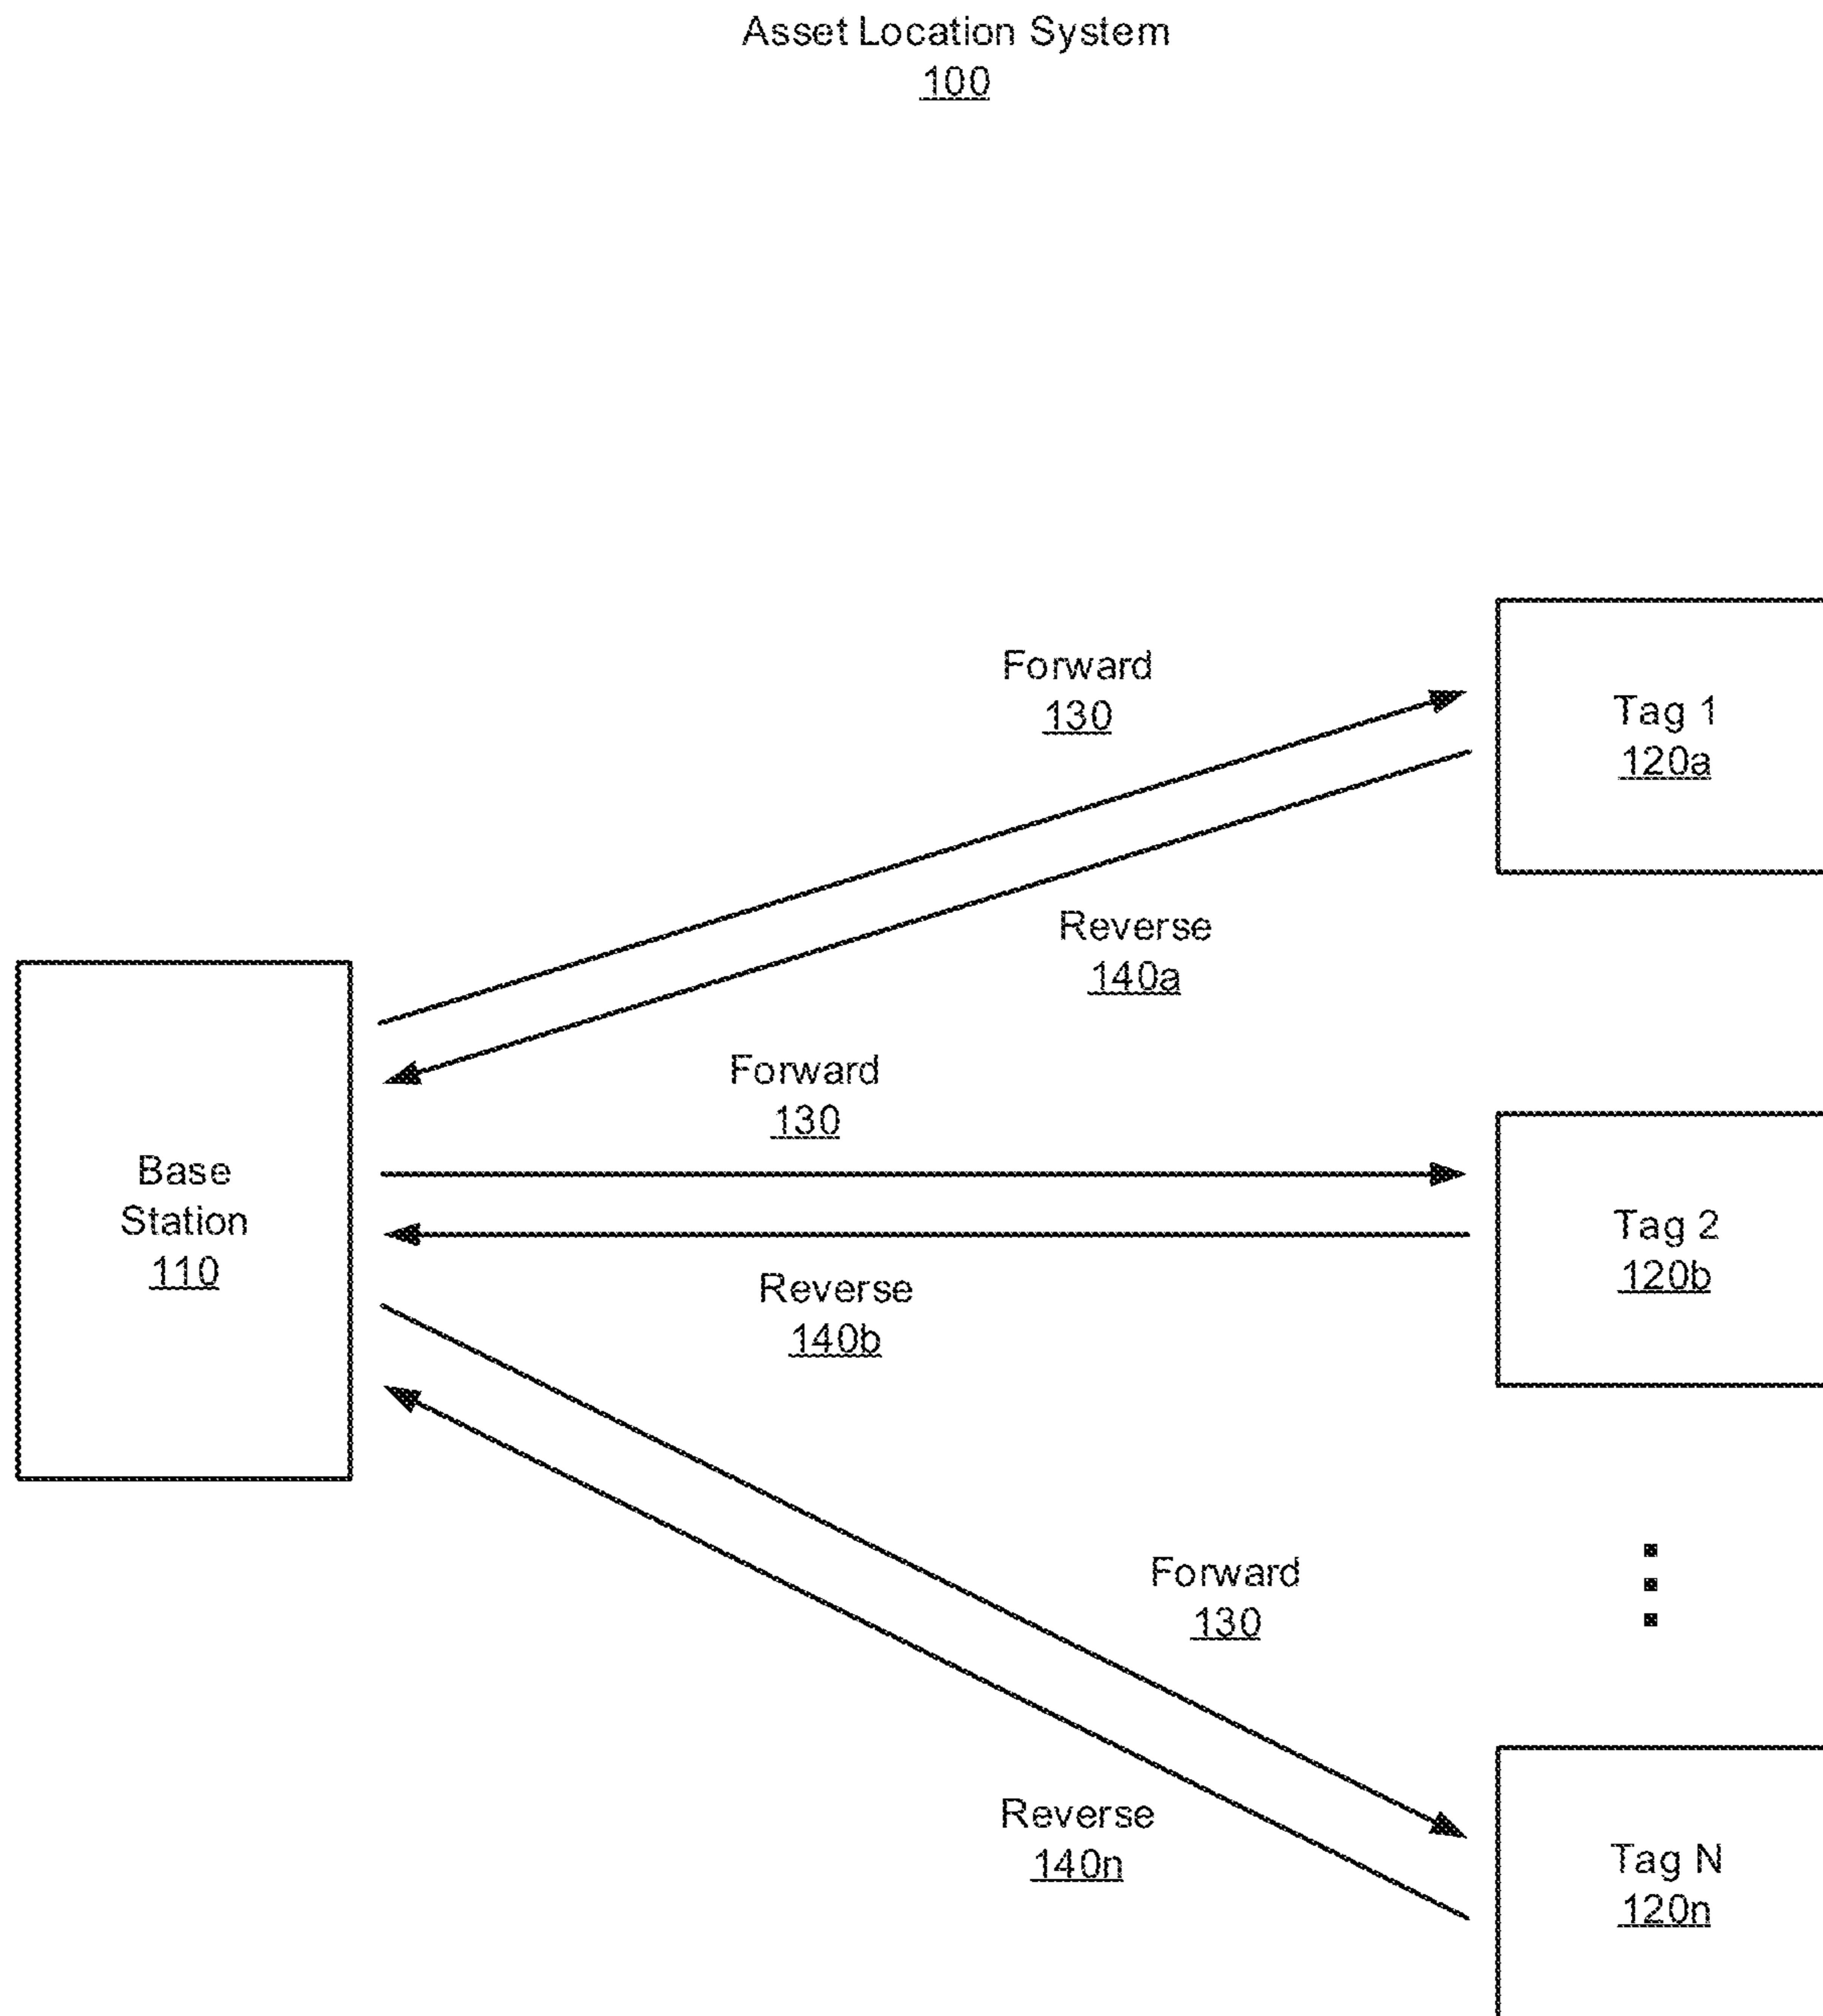 Asset Location System
100
Forward
130
Tag 1
120a
Reverse
140a
Forward
130
Base
Station
110
Tag 2
120b
Reverse
140b
Forward
130
Reverse
140n
Tag N
120n